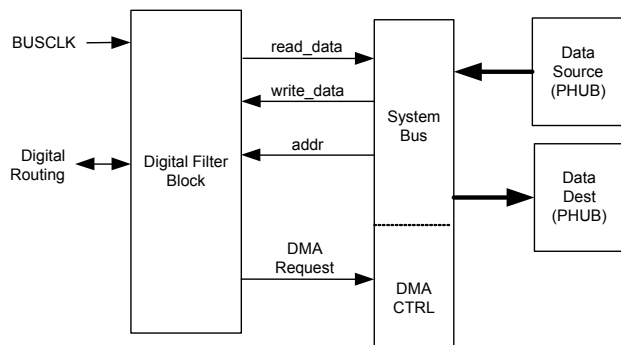 BUSCLK
Digital
Routing
Digital Filter
Block
read_data
write_data
addr
DMA
Request
System
Bus
DMA
CTRL
Data
Source
(PHUB)
Data
Dest
(PHUB)